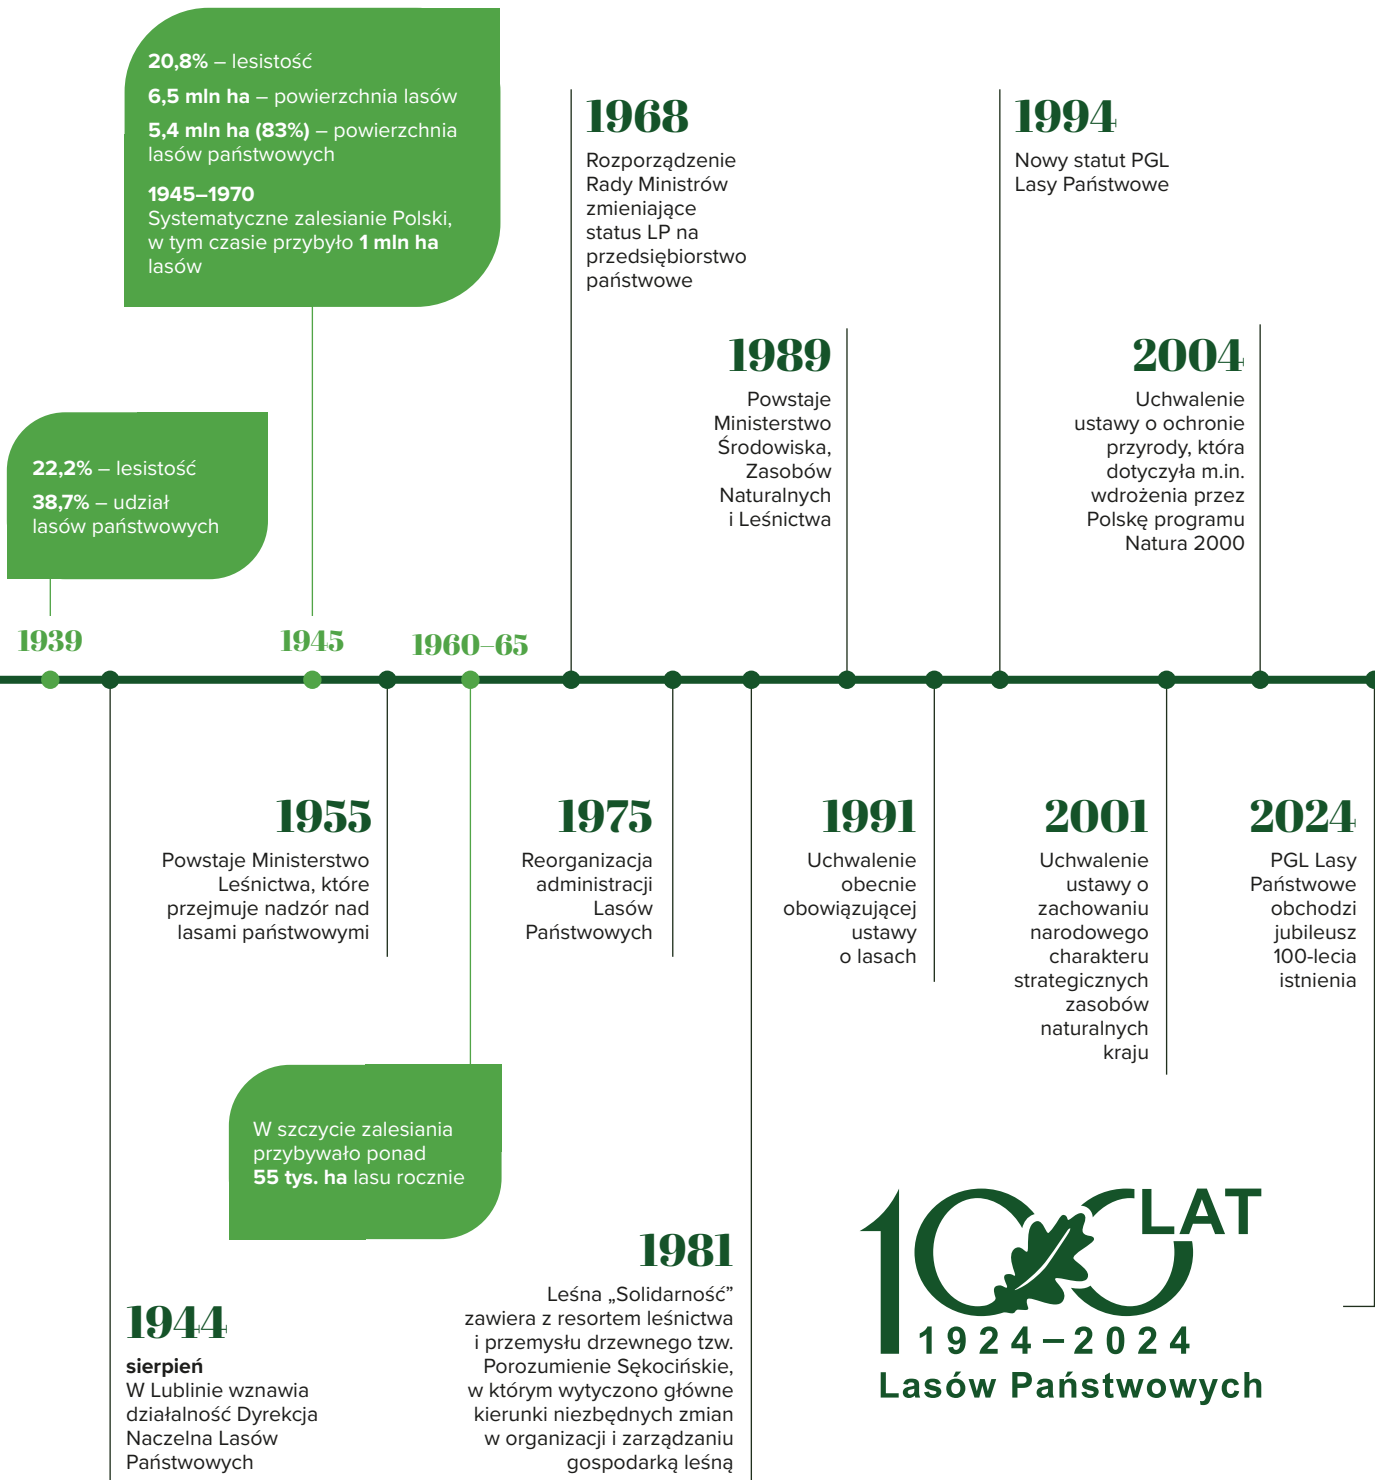 20,8% – lesistość
6,5 mln ha – powierzchnia lasów
5,4 mln ha (83%) – powierzchnia
lasów państwowych
1945–1970
Systematyczne zalesianie Polski,
w tym czasie przybyło 1 mln ha
lasów
1968
Rozporządzenie
Rady Ministrów
zmieniające
status LP na
przedsiębiorstwo
państwowe
1994
Nowy statut PGL
Lasy Państwowe
1989
Powstaje
Ministerstwo
Środowiska,
Zasobów
Naturalnych
i Leśnictwa
2004
Uchwalenie
ustawy o ochronie
przyrody, która
dotyczyła m.in.
wdrożenia przez
Polskę programu
Natura 2000
22,2% – lesistość
38,7% – udział
lasów państwowych
1939
1945
1960–65
1955
Powstaje Ministerstwo
Leśnictwa, które
przejmuje nadzór nad
lasami państwowymi
1975
Reorganizacja
administracji
Lasów
Państwowych
1991
Uchwalenie
obecnie
obowiązującej
ustawy
o lasach
2001
Uchwalenie
ustawy o
zachowaniu
narodowego
charakteru
strategicznych
zasobów
naturalnych
kraju
2024
PGL Lasy
Państwowe
obchodzi
jubileusz
100-lecia
istnienia
W szczycie zalesiania
przybywało ponad
55 tys. ha lasu rocznie
1944
sierpień
W Lublinie wznawia
działalność Dyrekcja
Naczelna Lasów
Państwowych
1981
Leśna „Solidarność”
zawiera z resortem leśnictwa
i przemysłu drzewnego tzw.
Porozumienie Sękocińskie,
w którym wytyczono główne
kierunki niezbędnych zmian
w organizacji i zarządzaniu
gospodarką leśną
100 LAT
1924–2024
Lasów Państwowych